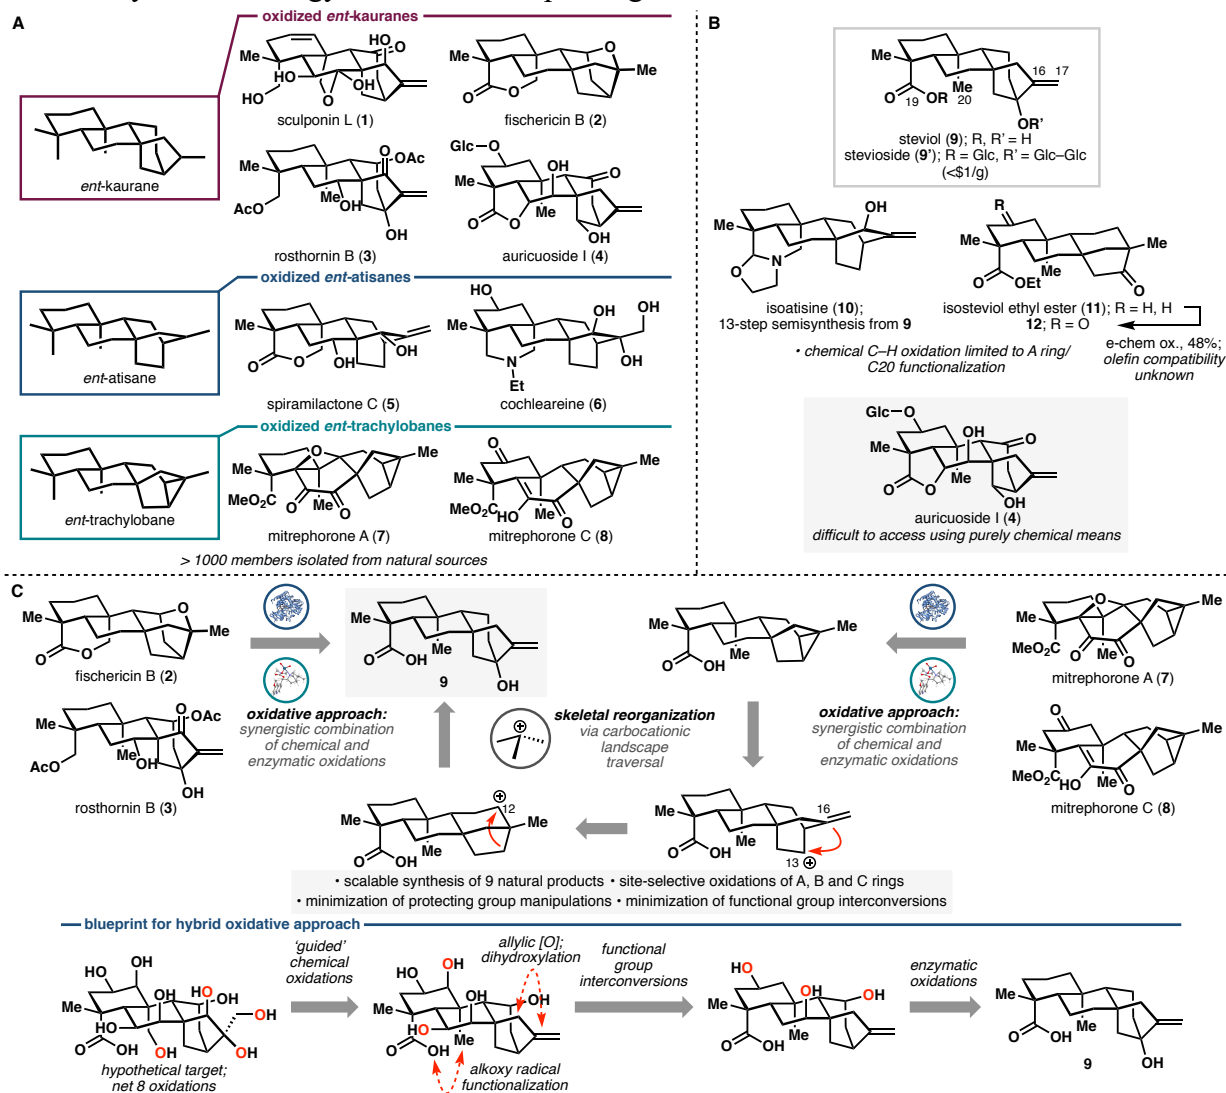 A
oxidized ent-kauranes
ent-kaurane
HO
O
Me
HO
OH
HO
O
sculponin L (1)
O
Me
Me
O
O
fischericin B (2)
O
OAc
Me
Me
OH
AcO
OH
rosthornin B (3)
Glc
O
OH
O
Me
O
O
Me
OH
auricuoside I (4)
oxidized ent-atisanes
ent-atisane
Me
O
O
OH
OH
spiramilactone C (5)
HO
OH
OH
Me
N
OH
Et
cochleareine (6)
oxidized ent-trachylobanes
ent-trachylobane
O
Me
Me
MeO₂C
O
Me
O
mitrephorone A (7)
O
Me
Me
MeO₂C
HO
Me
O
mitrephorone C (8)
> 1000 members isolated from natural sources
B
Me
16
17
O
19
OR
Me
20
OR'
steviol (9); R, R' = H
stevioside (9'); R = Glc, R' = Glc–Glc
(<$1/g)
OH
Me
O
N
isoatisine (10);
13-step semisynthesis from 9
R
Me
Me
O
OEt
Me
O
isosteviol ethyl ester (11); R = H, H
12; R = O
e-chem ox., 48%;
olefin compatibility
unknown
• chemical C–H oxidation limited to A ring/
C20 functionalization
Glc
O
OH
O
Me
O
O
Me
OH
auricuoside I (4)
difficult to access using purely chemical means
C
O
Me
Me
O
O
fischericin B (2)
O
OAc
Me
Me
OH
AcO
OH
rosthornin B (3)
oxidative approach:
synergistic combination
of chemical and
enzymatic oxidations
Me
O
OH
Me
9
OH
skeletal reorganization
via carbocationic
landscape
traversal
Me
Me
O
OH
Me
oxidative approach:
synergistic combination
of chemical and
enzymatic oxidations
O
Me
Me
MeO₂C
O
Me
O
mitrephorone A (7)
O
Me
Me
MeO₂C
HO
Me
O
mitrephorone C (8)
12
Me
Me
O
OH
Me
16
Me
O
OH
Me
13
• scalable synthesis of 9 natural products • site-selective oxidations of A, B and C rings
• minimization of protecting group manipulations • minimization of functional group interconversions
blueprint for hybrid oxidative approach
OH
HO
HO
OH
OH
Me
OH
HO
O
OH
OH
OH
hypothetical target;
net 8 oxidations
'guided'
chemical
oxidations
allylic [O];
dihydroxylation
OH
HO
OH
OH
Me
HO
Me
O
OH
alkoxy radical
functionalization
functional
group
interconversions
HO
OH
OH
Me
Me
O
OH
enzymatic
oxidations
Me
O
OH
Me
9
OH